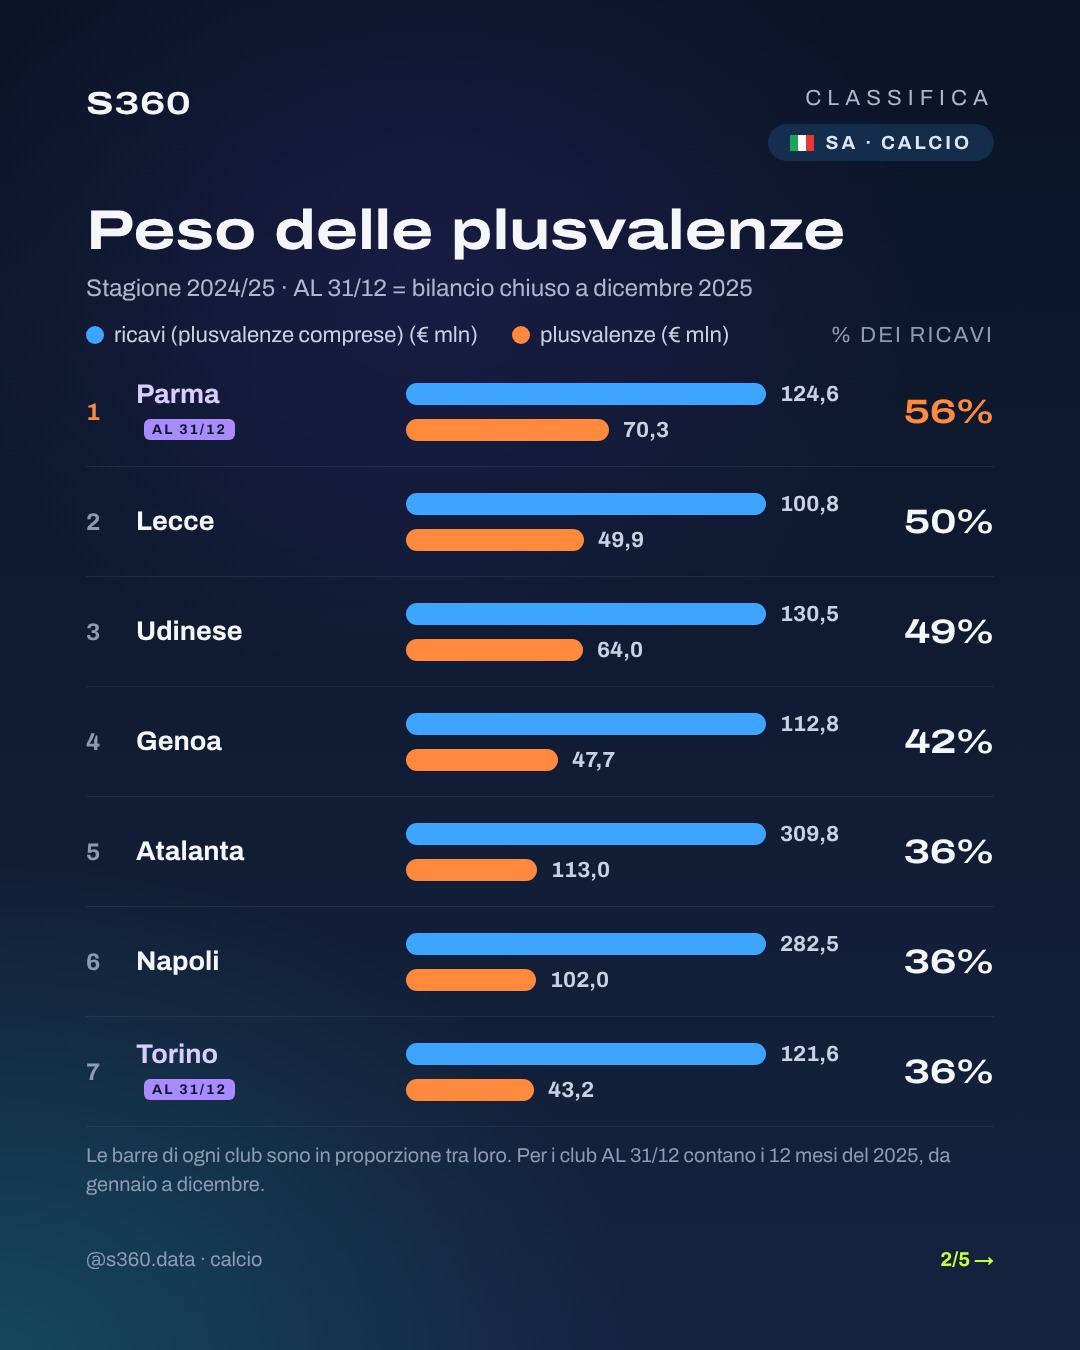 S360
CLASSIFICA
SA · CALCIO
Peso delle plusvalenze
Stagione 2024/25 · AL 31/12 = bilancio chiuso a dicembre 2025
ricavi (plusvalenze comprese) (€ mln) plusvalenze (€ mln) % DEI RICAVI
1 Parma 124,6
AL 31/12 70,3 56%
2 Lecce 100,8
49,9 50%
3 Udinese 130,5
64,0 49%
4 Genoa 112,8
47,7 42%
5 Atalanta 309,8
113,0 36%
6 Napoli 282,5
102,0 36%
7 Torino 121,6
AL 31/12 43,2 36%
Le barre di ogni club sono in proporzione tra loro. Per i club AL 31/12 contano i 12 mesi del 2025, da
gennaio a dicembre.
@s360.data · calcio 2/5 →